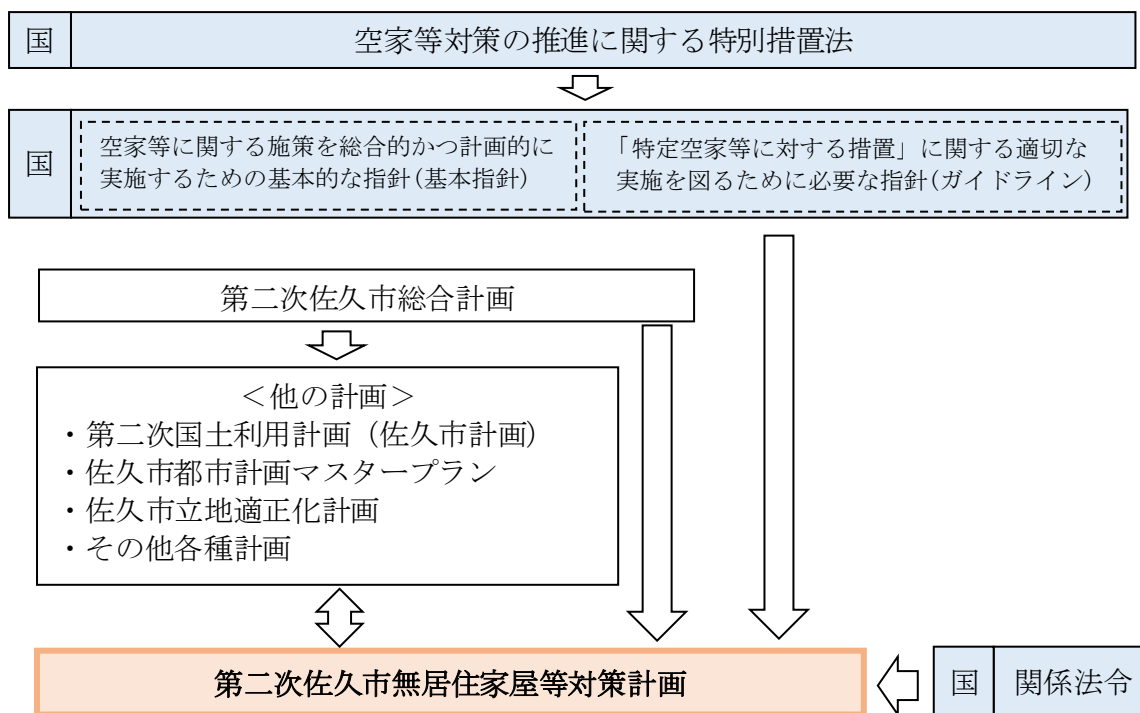 国
空家等対策の推進に関する特別措置法
国
空家等に関する施策を総合的かつ計画的に
実施するための基本的な指針(基本指針)
「特定空家等に対する措置」に関する適切な
実施を図るために必要な指針(ガイドライン)
第二次佐久市総合計画
＜他の計画＞
・第二次国土利用計画（佐久市計画）
・佐久市都市計画マスタープラン
・佐久市立地適正化計画
・その他各種計画
第二次佐久市無居住家屋等対策計画
国
関係法令